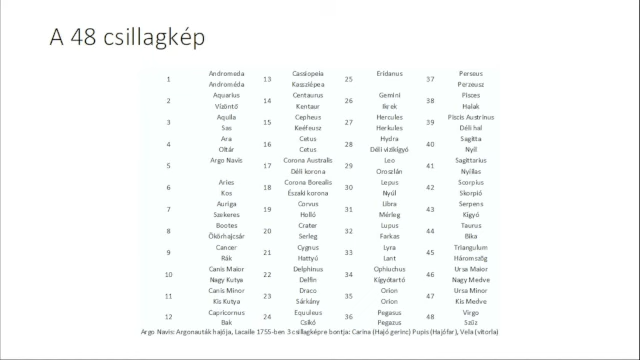 A 48 csillagkép
1 Andromeda 13 Cassiopeia 25 Eridanus 37 Perseus
Androméda Kassziépea Perzeusz
2 Aquarius 14 Centaurus 26 Gemini 38 Pisces
Vízöntő Kentaur Ikrek Halak
3 Aquila 15 Cepheus 27 Hercules 39 Piscis Austrinus
Sas Keéfeusz Herkules Déli hal
4 Ara 16 Cetus 28 Hydra 40 Sagitta
Oltár Cetus Déli vízikígyó Nyíl
5 Argo Navis 17 Corona Australis 29 Leo 41 Sagittarius
Déli korona Oroszlán Nyillas
6 Aries 18 Corona Borealis 30 Lepus 42 Scorpius
Kos Északi korona Nyúl Skorpió
7 Auriga 19 Corvus 31 Libra 43 Serpens
Szekeres Holló Mérleg Kígyó
8 Bootes 20 Crater 32 Lupus 44 Taurus
Ökörhajcsár Serleg Farkas Bika
9 Cancer 21 Cygnus 33 Lyra 45 Triangulum
Rák Hattyú Lant Háromszög
10 Canis Maior 22 Delphinus 34 Ophiuchus 46 Ursa Maior
Nagy Kutya Delfin Kígyótartó Nagy Medve
11 Canis Minor 23 Draco 35 Orion 47 Ursa Minor
Kis Kutya Sárkány Orion Kis Medve
12 Capricornus 24 Equuleus 36 Pegasus 48 Virgo
Bak Csikó Pegazus Szűz
Argo Navis: Argonauták hajója, Lacaille 1755-ben 3 csillagképre bontja: Carina (Hajó gerinc) Pupis (Hajófar), Vela (vitorla)